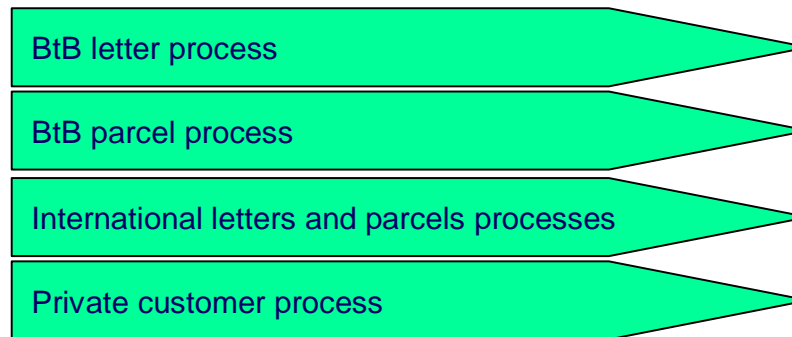 BtB letter process
BtB parcel process
International letters and parcels processes
Private customer process